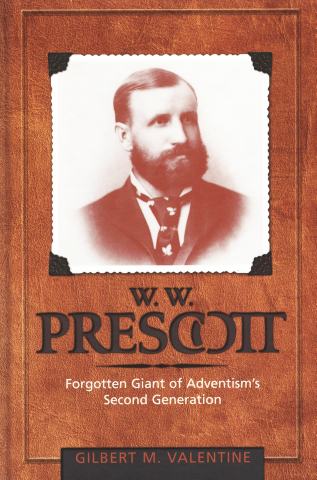 W. W.
PRESCOTT
Forgotten Giant of Adventism's
Second Generation
GILBERT M. VALENTINE